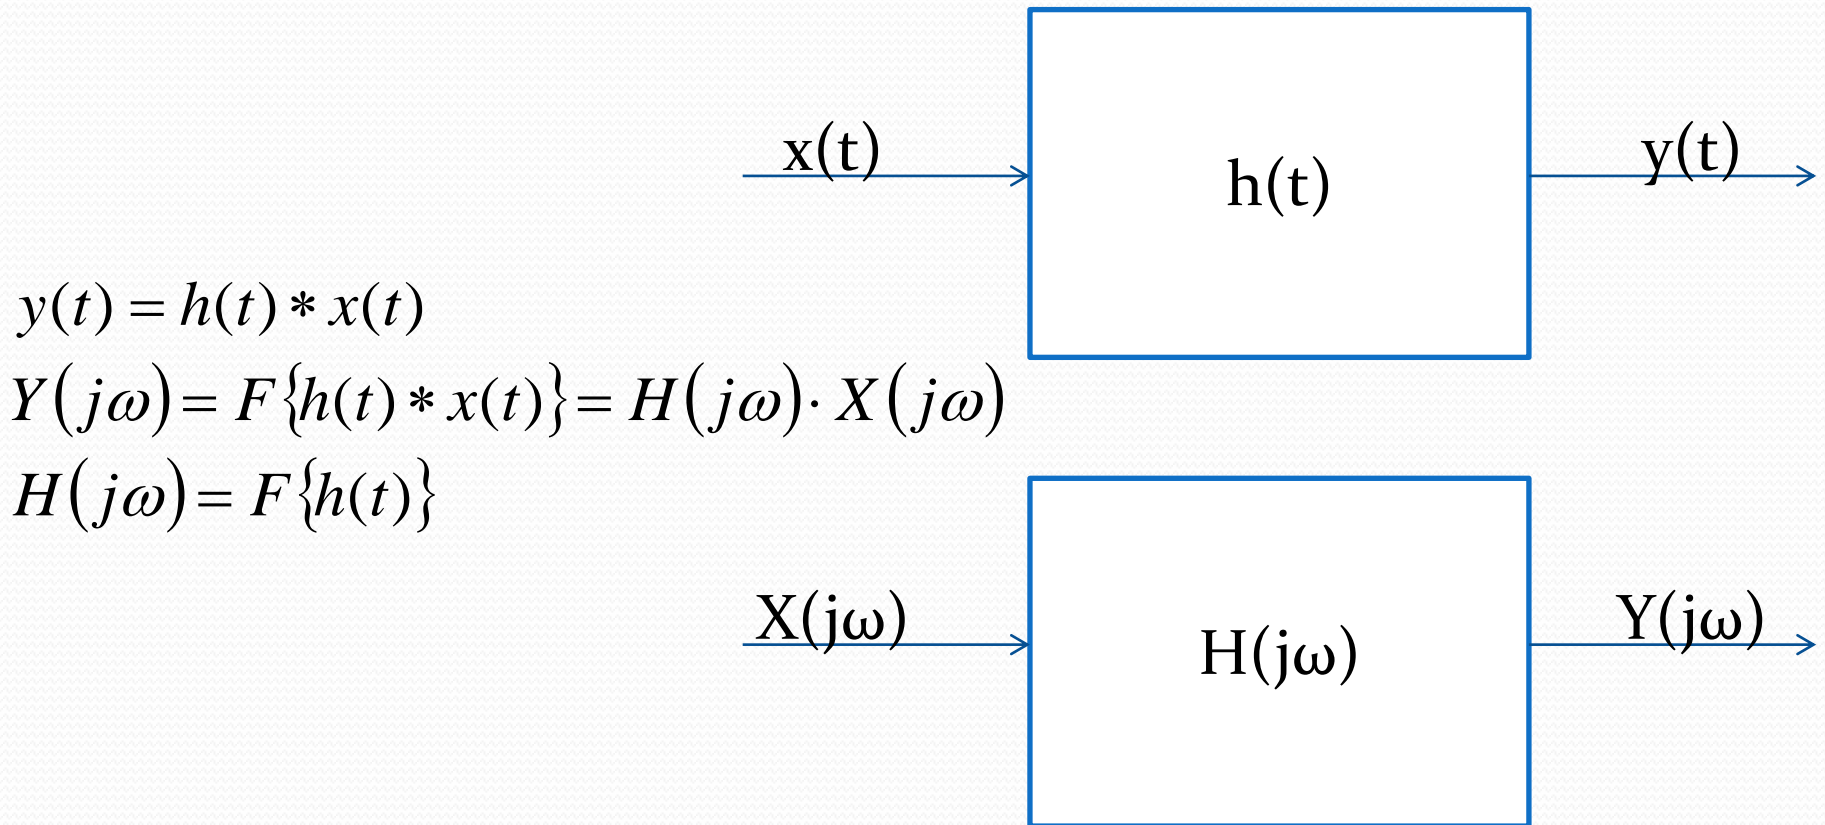 x(t)
h(t)
y(t)
y(t) = h(t) * x(t)
Y(jω) = F{h(t) * x(t)} = H(jω) · X(jω)
H(jω) = F{h(t)}
X(jω)
H(jω)
Y(jω)